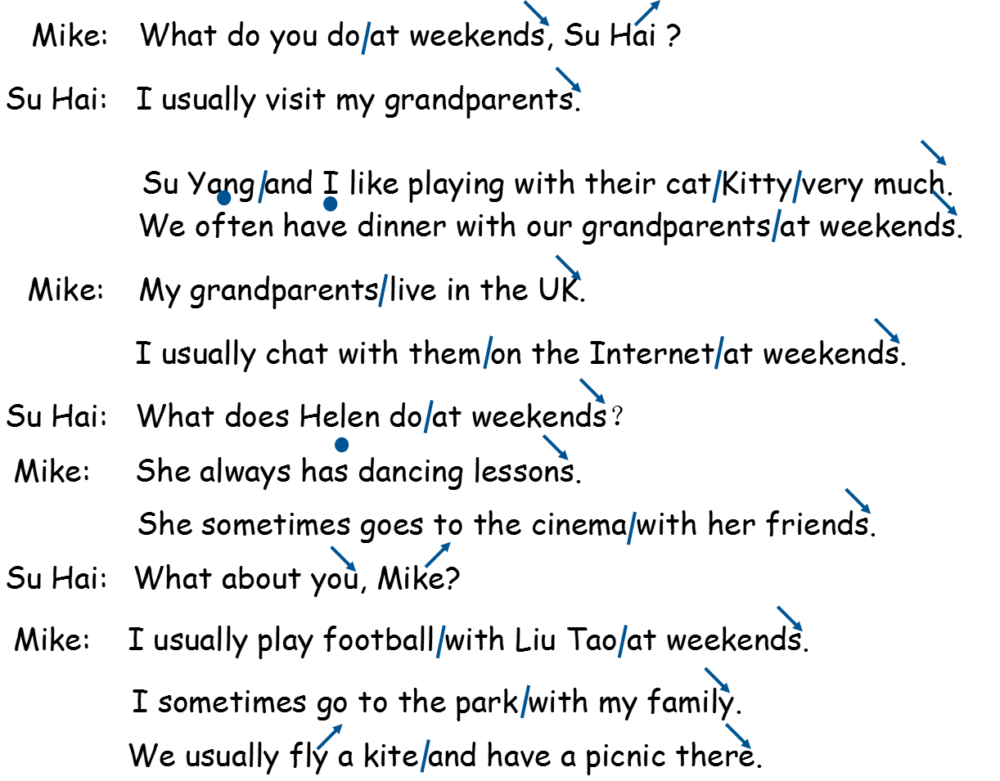 Mike: What do you do/at weekends, Su Hai ?
Su Hai: I usually visit my grandparents.
Su Yang/and I like playing with their cat/Kitty/very much.
We often have dinner with our grandparents/at weekends.
Mike: My grandparents/live in the UK.
I usually chat with them/on the Internet/at weekends.
Su Hai: What does Helen do/at weekends?
Mike: She always has dancing lessons.
She sometimes goes to the cinema/with her friends.
Su Hai: What about you, Mike?
Mike: I usually play football/with Liu Tao/at weekends.
I sometimes go to the park/with my family.
We usually fly a kite/and have a picnic there.